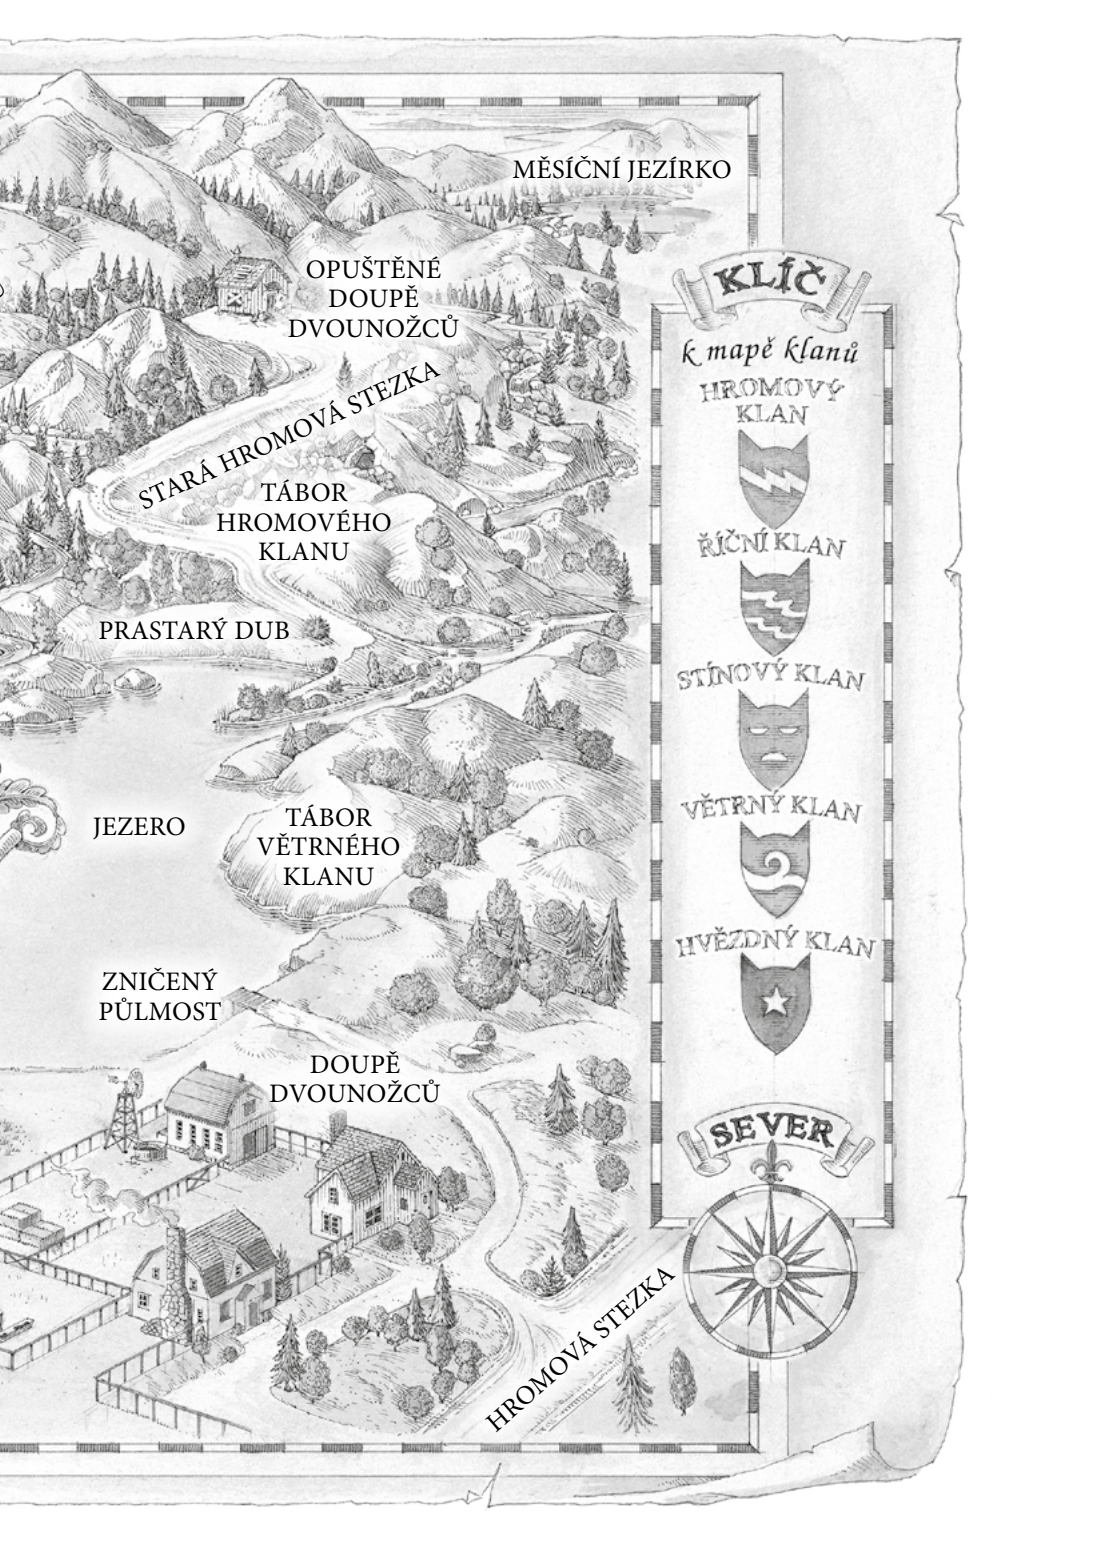 MĚSÍČNÍ JEZÍRKO
OPUŠTĚNÉ
DOUPĚ
DVOUNOŽCŮ
STARÁ HROMOVÁ STEZKA
TÁBOR
HROMOVÉHO
KLANU
PRASTARÝ DUB
JEZERO
TÁBOR
VĚTRNÉHO
KLANU
ZNIČENÝ
PŮLMOST
DOUPĚ
DVOUNOŽCŮ
HROMOVÁ STEZKA
KLÍČ
k mapě klanů
HROMOVÝ
KLAN
ŘÍČNÍ KLAN
STÍNOVÝ KLAN
VĚTRNÝ KLAN
HVĚZDNÝ KLAN
SEVER